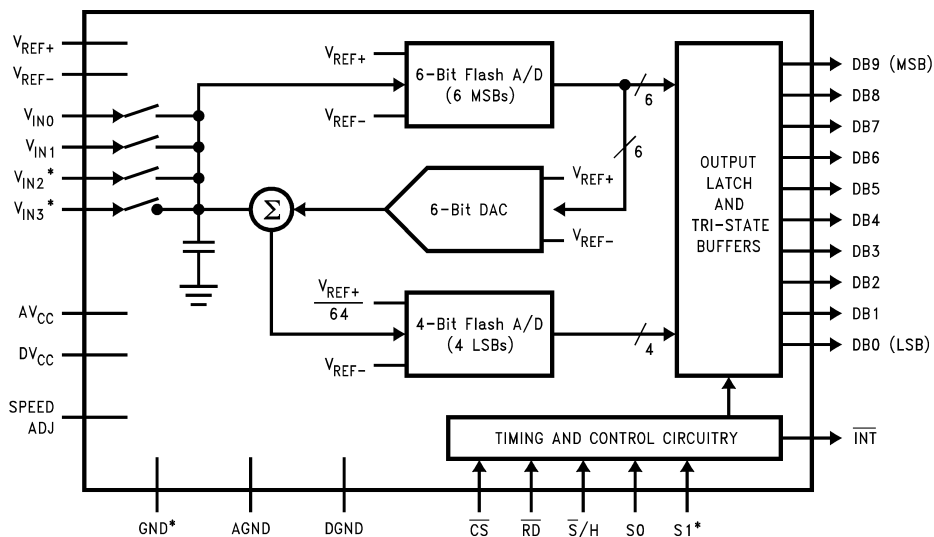 VREF+
VREF-
VIN0
VIN1
VIN2*
VIN3*
AVCC
DVCC
SPEED
ADJ
VREF+
VREF-
6-Bit Flash A/D
(6 MSBs)
6
6
VREF+
VREF-
6-Bit DAC
Σ
VREF+
64
VREF-
4-Bit Flash A/D
(4 LSBs)
4
OUTPUT
LATCH
AND
TRI-STATE
BUFFERS
DB9 (MSB)
DB8
DB7
DB6
DB5
DB4
DB3
DB2
DB1
DB0 (LSB)
TIMING AND CONTROL CIRCUITRY
I̅N̅T̅
GND*
AGND
DGND
C̅S̅
R̅D̅
S̅/H
S0
S1*